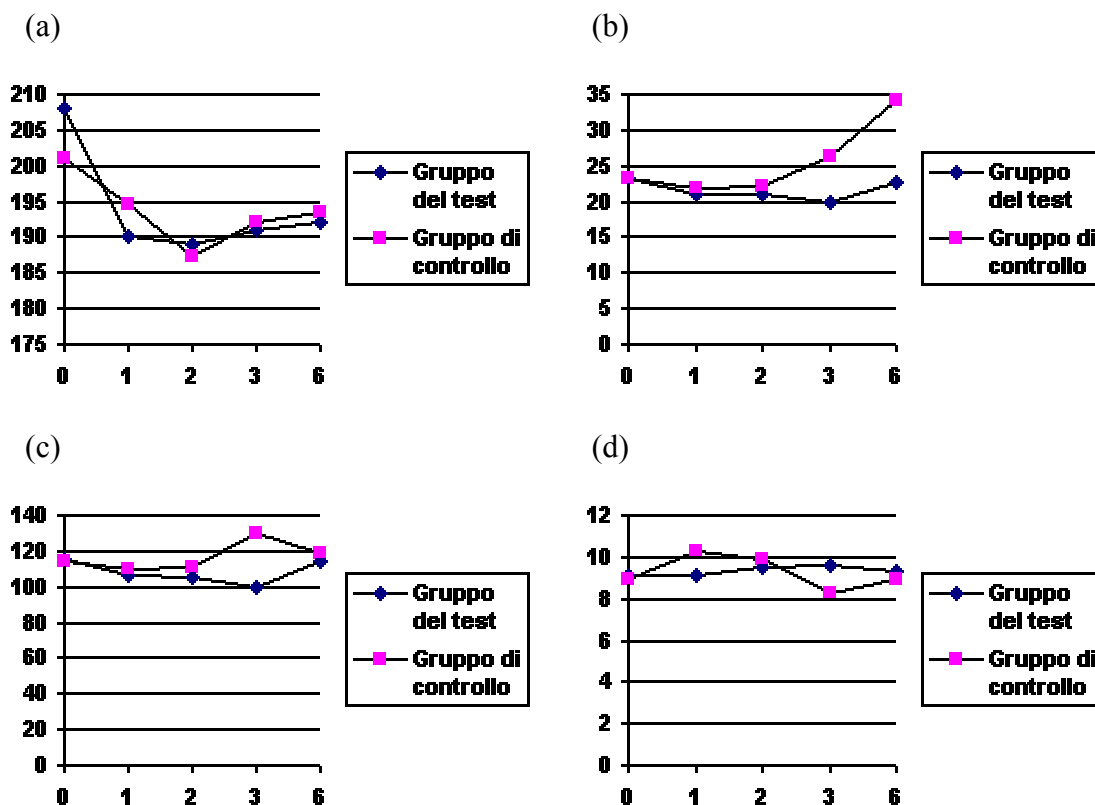 (a)
210
205
200
195
190
185
180
175
0 1 2 3 6
Gruppo
del test
Gruppo di
controllo
(b)
35
30
25
20
15
10
5
0
0 1 2 3 6
Gruppo
del test
Gruppo di
controllo
(c)
140
120
100
80
60
40
20
0
0 1 2 3 6
Gruppo
del test
Gruppo di
controllo
(d)
12
10
8
6
4
2
0
0 1 2 3 6
Gruppo
del test
Gruppo di
controllo